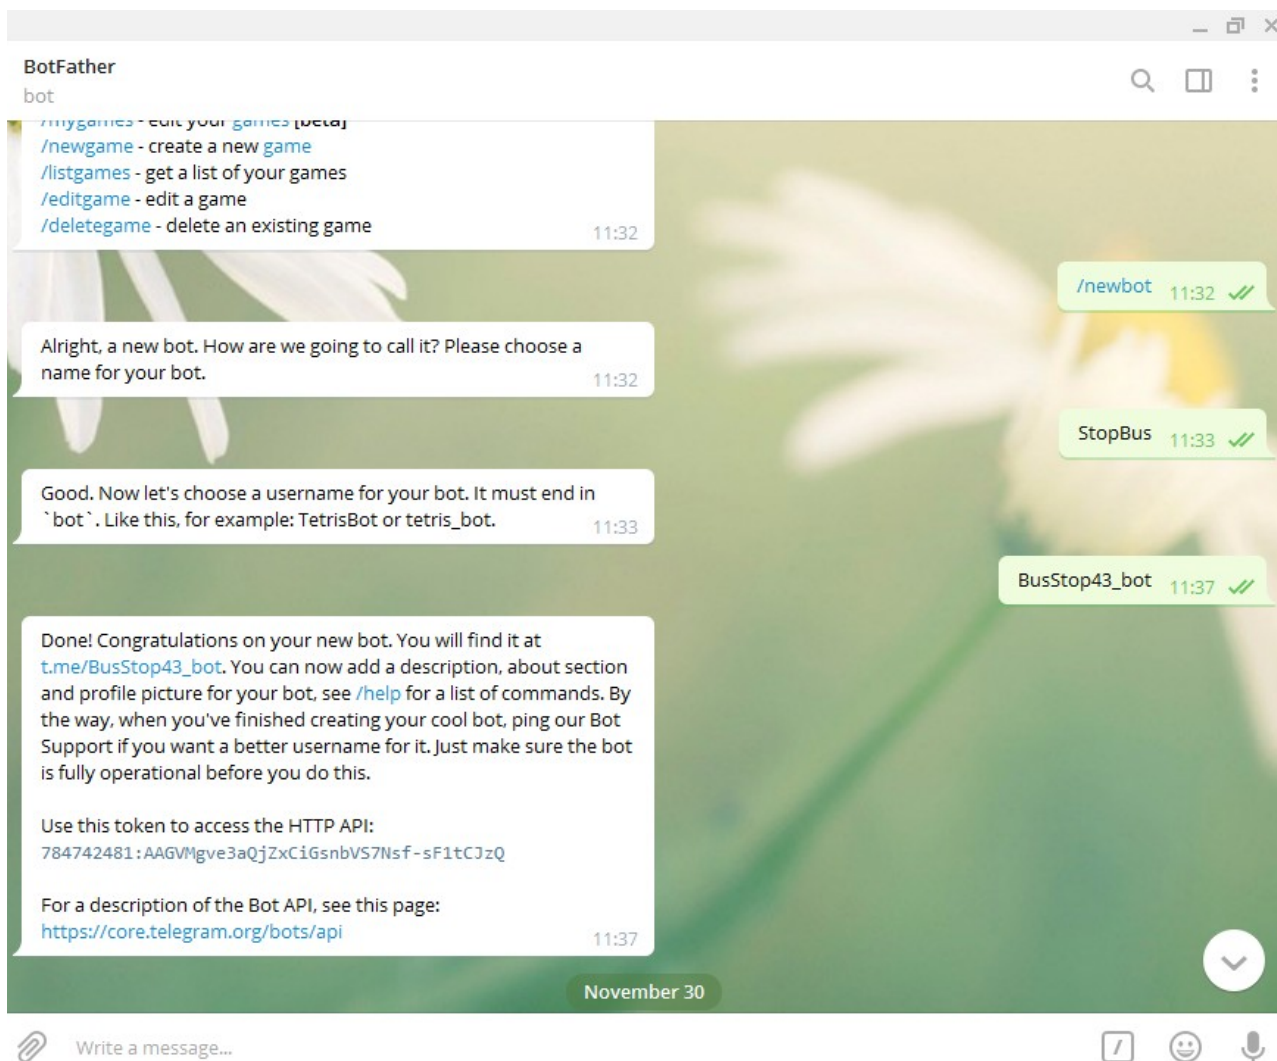 BotFather
bot
/mygames - edit your games [beta]
/newgame - create a new game
/listgames - get a list of your games
/editgame - edit a game
/deletegame - delete an existing game
11:32
/newbot 11:32
Alright, a new bot. How are we going to call it? Please choose a
name for your bot.
11:32
StopBus 11:33
Good. Now let's choose a username for your bot. It must end in
`bot`. Like this, for example: TetrisBot or tetris_bot.
11:33
BusStop43_bot 11:37
Done! Congratulations on your new bot. You will find it at
t.me/BusStop43_bot. You can now add a description, about section
and profile picture for your bot, see /help for a list of commands. By
the way, when you've finished creating your cool bot, ping our Bot
Support if you want a better username for it. Just make sure the bot
is fully operational before you do this.
Use this token to access the HTTP API:
784742481:AAGVMgve3aQjZxCiGsnbVS7Nsf-sF1tCJzQ
For a description of the Bot API, see this page:
https://core.telegram.org/bots/api
11:37
November 30
Write a message...